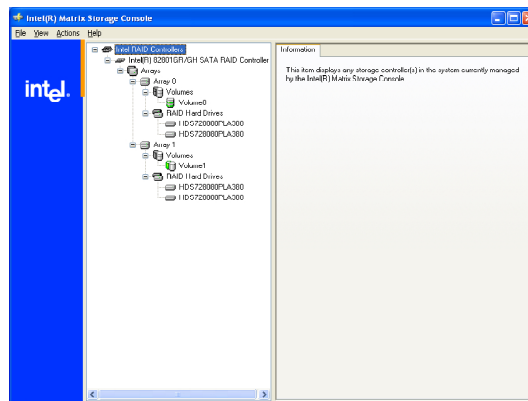 Intel(R) Matrix Storage Console
File View Actions Help
intel.
Intel RAID Controllers
Intel(R) 82801GR/GH SATA RAID Controller
Arrays
Array 0
Volumes
Volume0
RAID Hard Drives
HDS728080PLA380
HDS728080PLA380
Array 1
Volumes
Volume1
RAID Hard Drives
HDS728080PLA380
HDS728080PLA380
Information
This item displays any storage controller(s) in the system currently managed
by the Intel(R) Matrix Storage Console